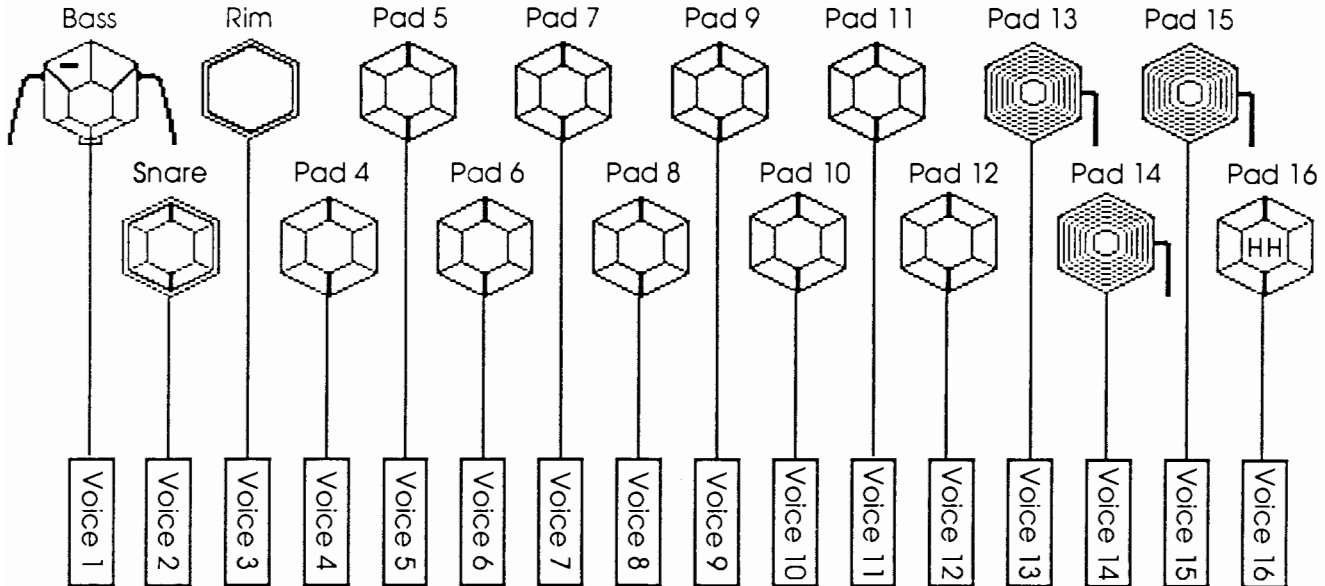 Bass Rim Pad 5 Pad 7 Pad 9 Pad 11 Pad 13 Pad 15
Snare Pad 4 Pad 6 Pad 8 Pad 10 Pad 12 Pad 14 Pad 16
HH
Voice 1
Voice 2
Voice 3
Voice 4
Voice 5
Voice 6
Voice 7
Voice 8
Voice 9
Voice 10
Voice 11
Voice 12
Voice 13
Voice 14
Voice 15
Voice 16